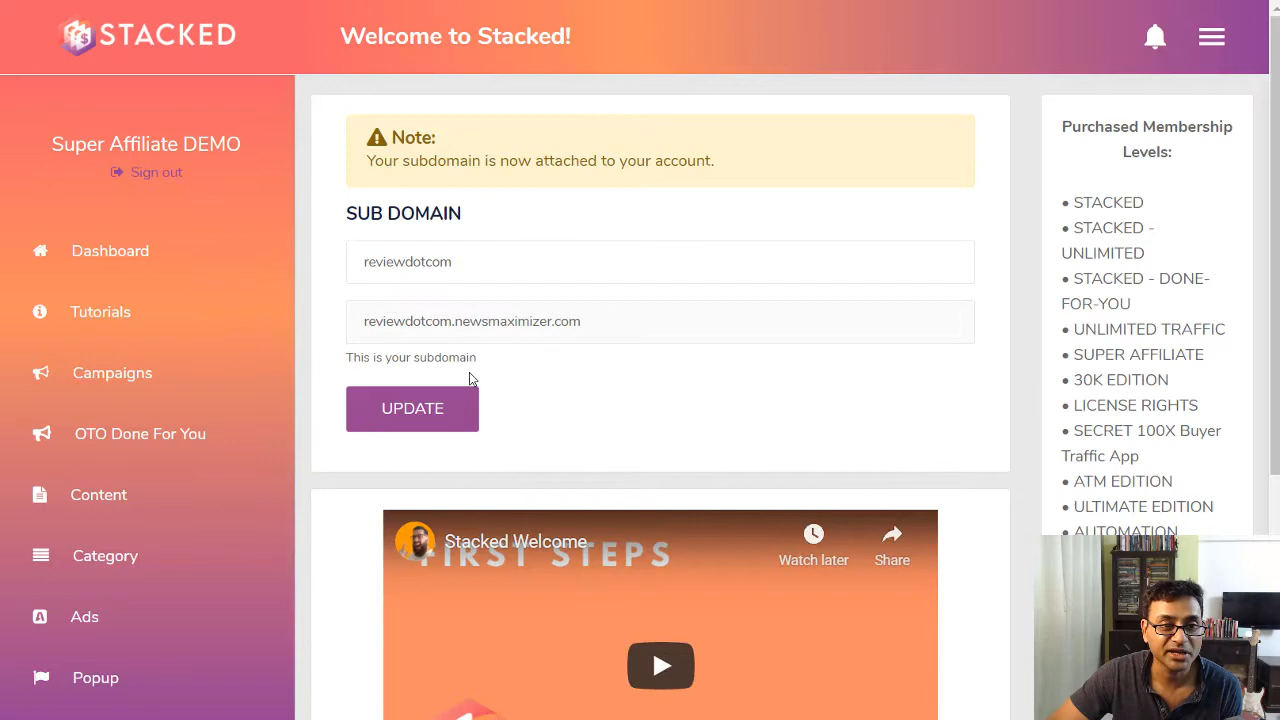 STACKED
Welcome to Stacked!
Super Affiliate DEMO
Sign out
Dashboard
Tutorials
Campaigns
OTO Done For You
Content
Category
Ads
Popup
Note:
Your subdomain is now attached to your account.
SUB DOMAIN
reviewdotcom
reviewdotcom.newsmaximizer.com
This is your subdomain
UPDATE
Stacked Welcome
FIRST STEPS
Watch later
Share
Purchased Membership
Levels:
• STACKED
• STACKED -
UNLIMITED
• STACKED - DONE-
FOR-YOU
• UNLIMITED TRAFFIC
• SUPER AFFILIATE
• 30K EDITION
• LICENSE RIGHTS
• SECRET 100X Buyer
Traffic App
• ATM EDITION
• ULTIMATE EDITION
• AUTOMATION